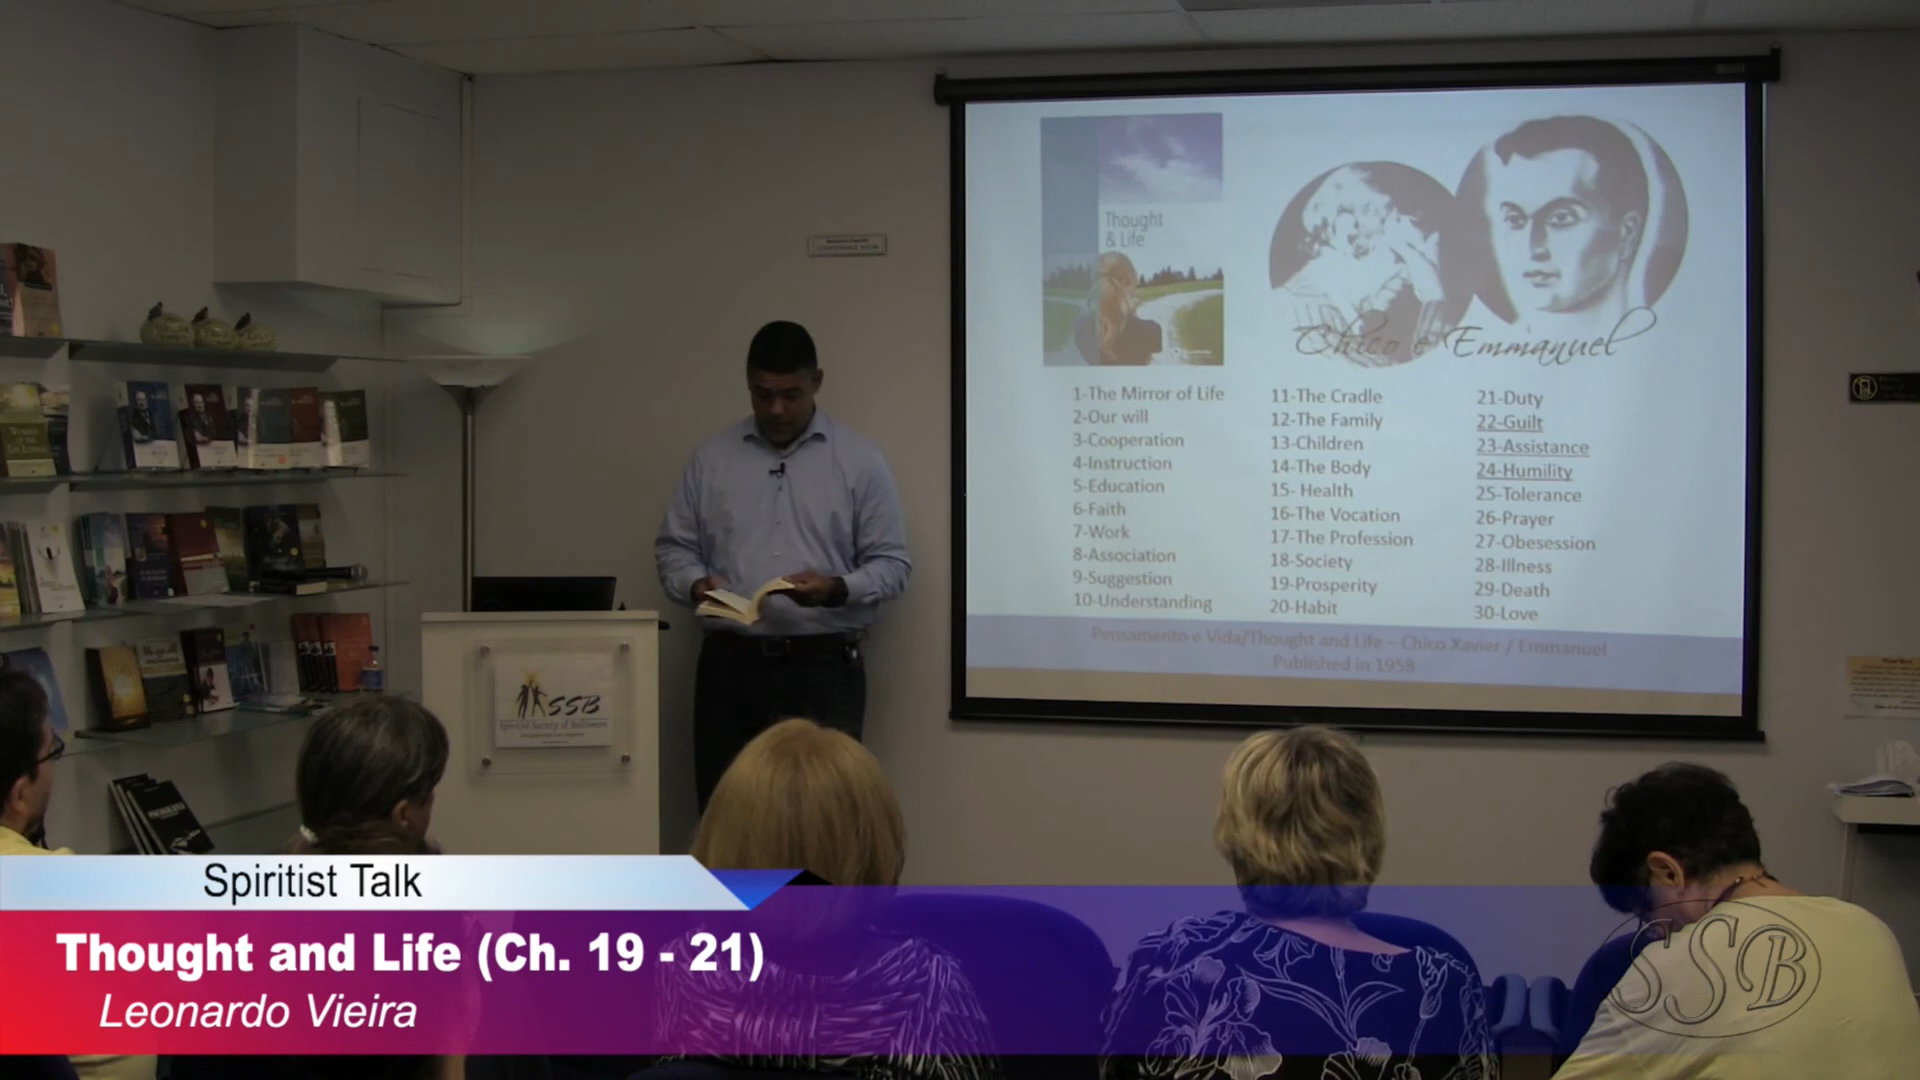 Thought
& Life
Chico e Emmanuel
1-The Mirror of Life
2-Our will
3-Cooperation
4-Instruction
5-Education
6-Faith
7-Work
8-Association
9-Suggestion
10-Understanding
11-The Cradle
12-The Family
13-Children
14-The Body
15- Health
16-The Vocation
17-The Profession
18-Society
19-Prosperity
20-Habit
21-Duty
22-Guilt
23-Assistance
24-Humility
25-Tolerance
26-Prayer
27-Obesession
28-Illness
29-Death
30-Love
Pensamento e Vida/Thought and Life – Chico Xavier / Emmanuel
Published in 1958
SSB
Spiritist Society of Baltimore
Spiritist Talk
Thought and Life (Ch. 19 - 21)
Leonardo Vieira
SSB